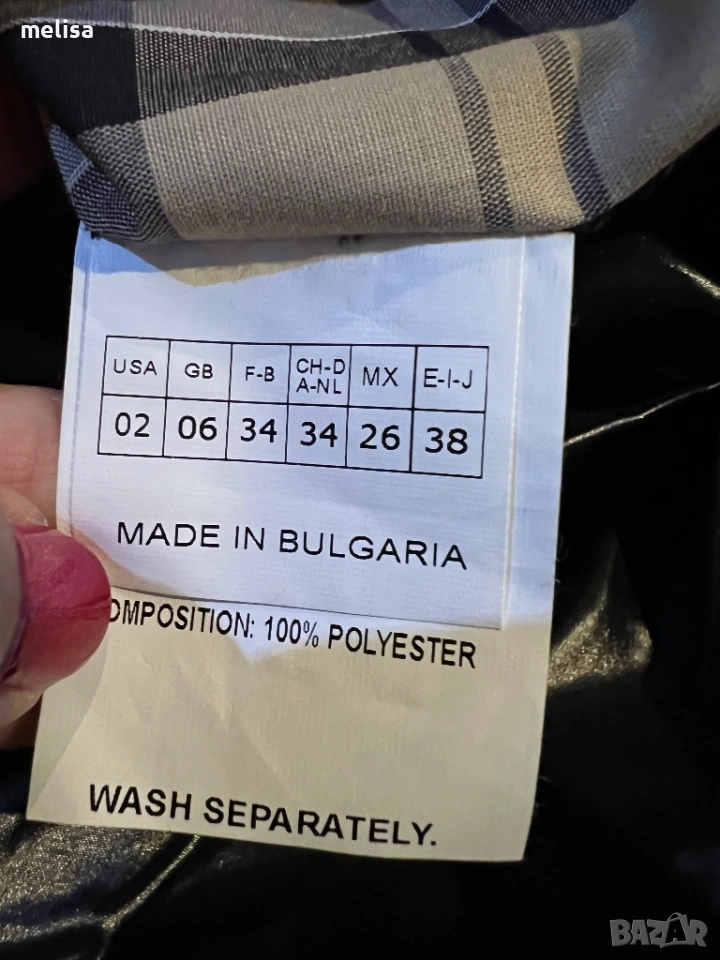 melisa
USA GB F-B CH-D A-NL MX E-I-J
02 06 34 34 26 38
MADE IN BULGARIA
OMPOSITION: 100% POLYESTER
WASH SEPARATELY.
BAZAR